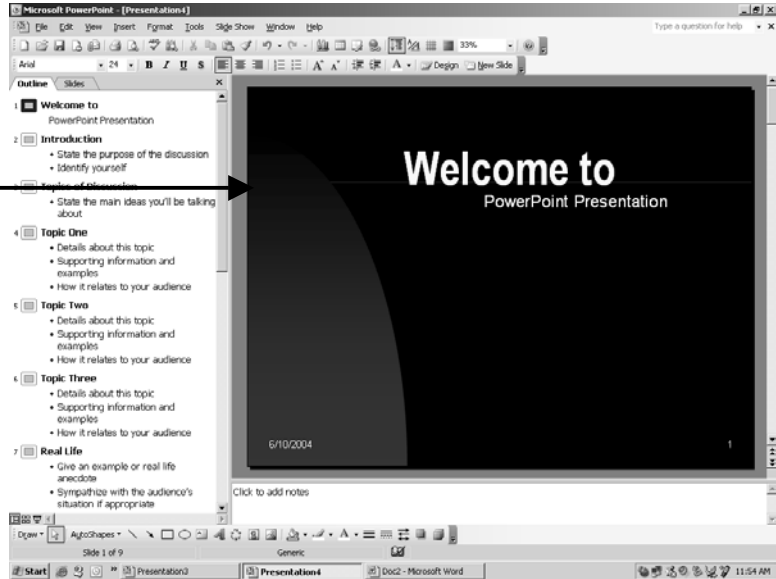 Microsoft PowerPoint - [Presentation4]
File Edit View Insert Format Tools Slide Show Window Help
Type a question for help
33%
Arial 24 B I U S A A A Design New Slide
Outline Slides
1 Welcome to
PowerPoint Presentation
2 Introduction
• State the purpose of the discussion
• Identify yourself
3 Topics of Discussion
• State the main ideas you'll be talking
about
4 Topic One
• Details about this topic
• Supporting information and
examples
• How it relates to your audience
5 Topic Two
• Details about this topic
• Supporting information and
examples
• How it relates to your audience
6 Topic Three
• Details about this topic
• Supporting information and
examples
• How it relates to your audience
7 Real Life
• Give an example or real life
anecdote
• Sympathize with the audience's
situation if appropriate
Welcome to
PowerPoint Presentation
6/10/2004
1
Click to add notes
Draw AutoShapes A
Slide 1 of 9 Generic
Start Presentation3 Presentation4 Doc2 - Microsoft Word 11:54 AM